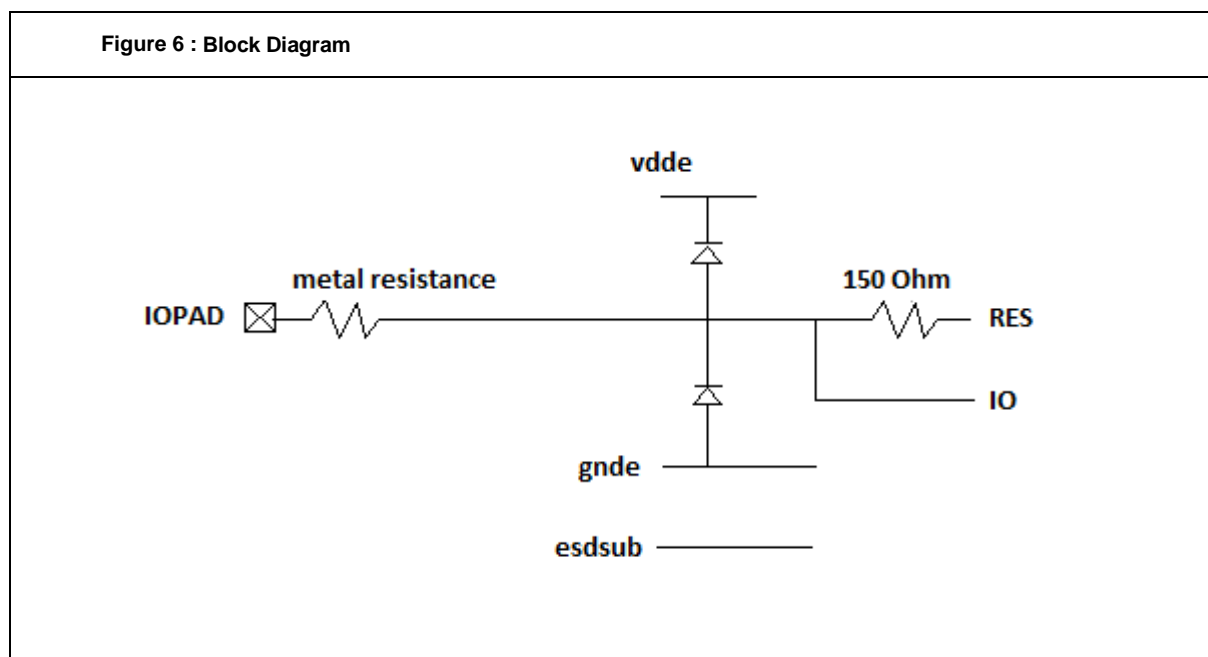 Figure 6 : Block Diagram
vdde
metal resistance
150 Ohm
IOPAD
RES
IO
gnde
esdsub